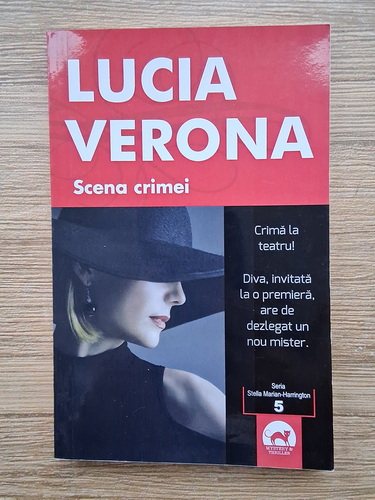 LUCIA
VERONA
Scena crimei
Crimă la
teatru!
Diva, invitată
la o premieră,
are de
dezlegat un
nou mister.
Seria
Stella Marian-Harrington
5
MYSTERY &
THRILLER